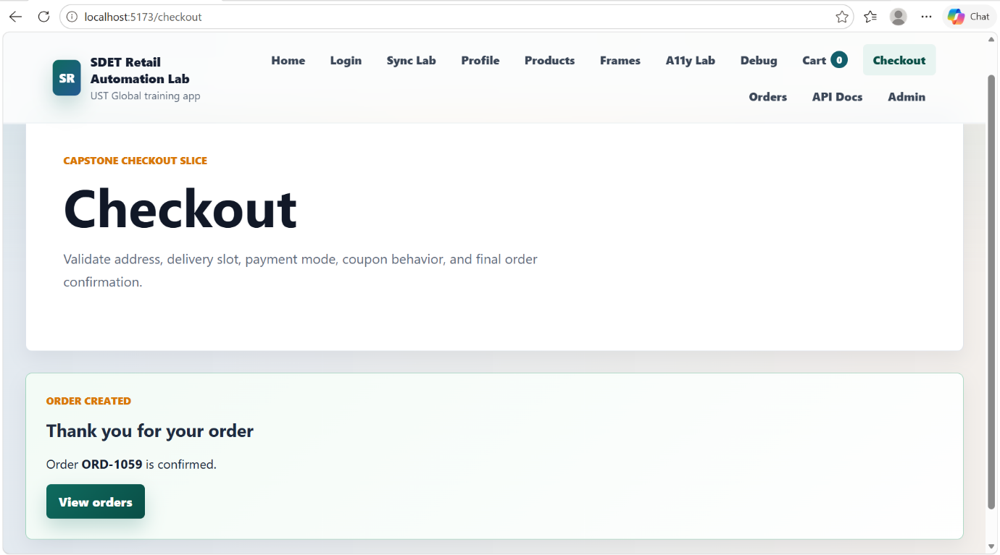 localhost:5173/checkout
Chat
SR
SDET Retail
Automation Lab
UST Global training app
Home Login Sync Lab Profile Products Frames A11y Lab Debug Cart 0 Checkout
Orders API Docs Admin
CAPSTONE CHECKOUT SLICE
Checkout
Validate address, delivery slot, payment mode, coupon behavior, and final order
confirmation.
ORDER CREATED
Thank you for your order
Order ORD-1059 is confirmed.
View orders